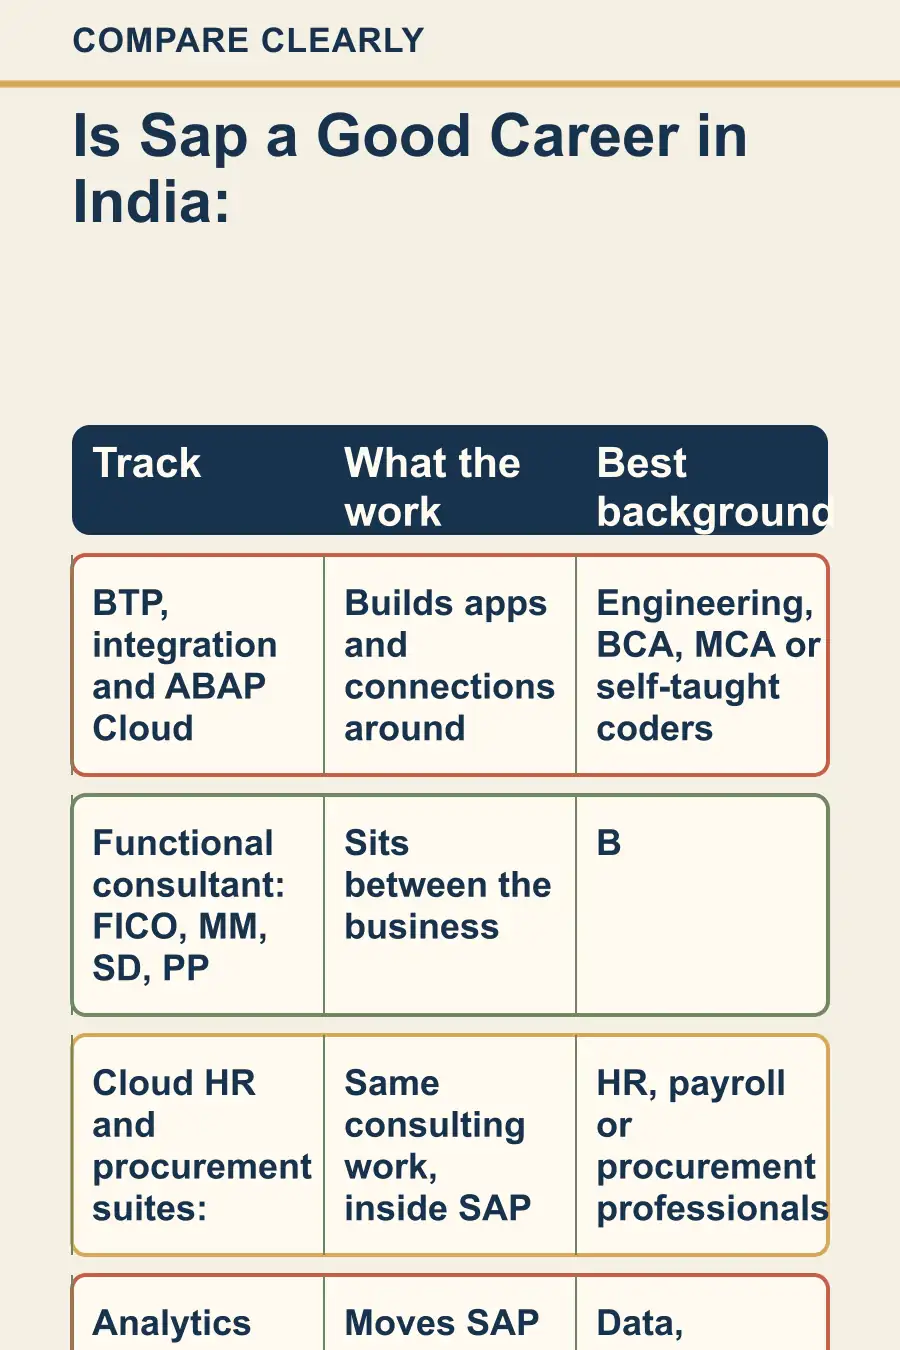 COMPARE CLEARLY
Is Sap a Good Career in
India:
Track
What the
work
Best
background
BTP,
integration
and ABAP
Cloud
Builds apps
and
connections
around
Engineering,
BCA, MCA or
self-taught
coders
Functional
consultant:
FICO, MM,
SD, PP
Sits
between the
business
B
Cloud HR
and
procurement
suites:
Same
consulting
work,
inside SAP
HR, payroll
or
procurement
professionals
Analytics
Moves SAP
Data,